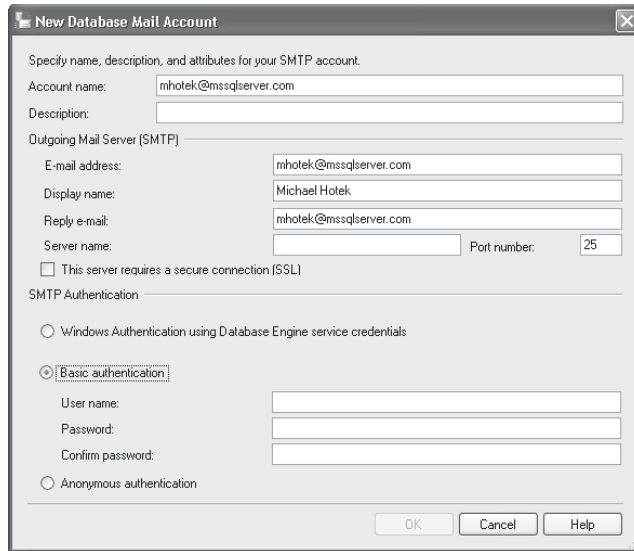 New Database Mail Account
Specify name, description, and attributes for your SMTP account.
Account name: mhotek@mssqlserver.com
Description:
Outgoing Mail Server (SMTP)
E-mail address: mhotek@mssqlserver.com
Display name: Michael Hotek
Reply e-mail: mhotek@mssqlserver.com
Server name: Port number: 25
This server requires a secure connection (SSL)
SMTP Authentication
Windows Authentication using Database Engine service credentials
Basic authentication
User name:
Password:
Confirm password:
Anonymous authentication
OK Cancel Help